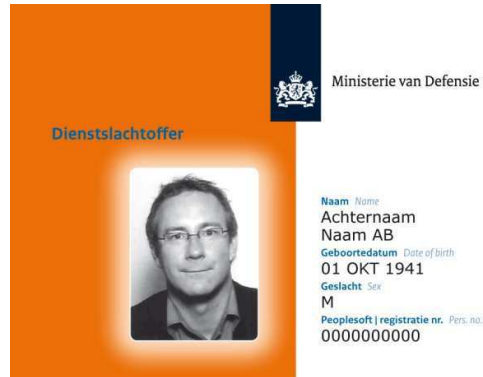 Ministerie van Defensie
Dienstslachtoffer
Naam Name
Achternaam
Naam AB
Geboortedatum Date of birth
01 OKT 1941
Geslacht Sex
M
Peoplesoft | registratie nr. Pers. no.
0000000000